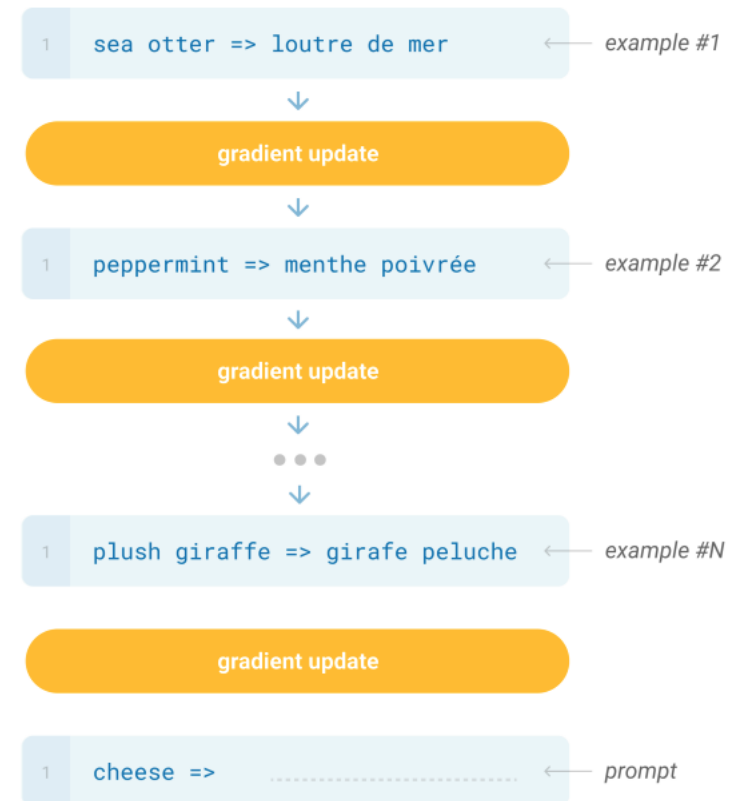 1 sea otter => loutre de mer example #1
gradient update
1 peppermint => menthe poivrée example #2
gradient update
1 plush giraffe => girafe peluche example #N
gradient update
1 cheese => prompt